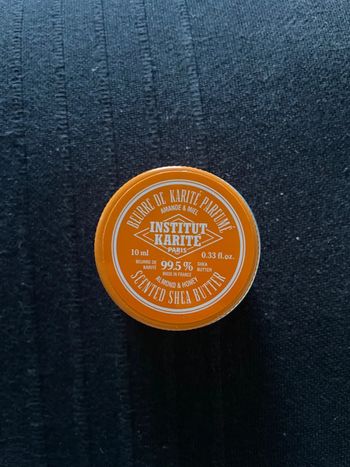 BEURRE DE KARITÉ PARFUMÉ
AMANDE & MIEL
INSTITUT
KARITÉ
PARIS
10 ml
0.33 fl.oz.
BEURRE DE
KARITÉ
99.5 %
SHEA
BUTTER
MADE IN FRANCE
ALMOND & HONEY
SCENTED SHEA BUTTER